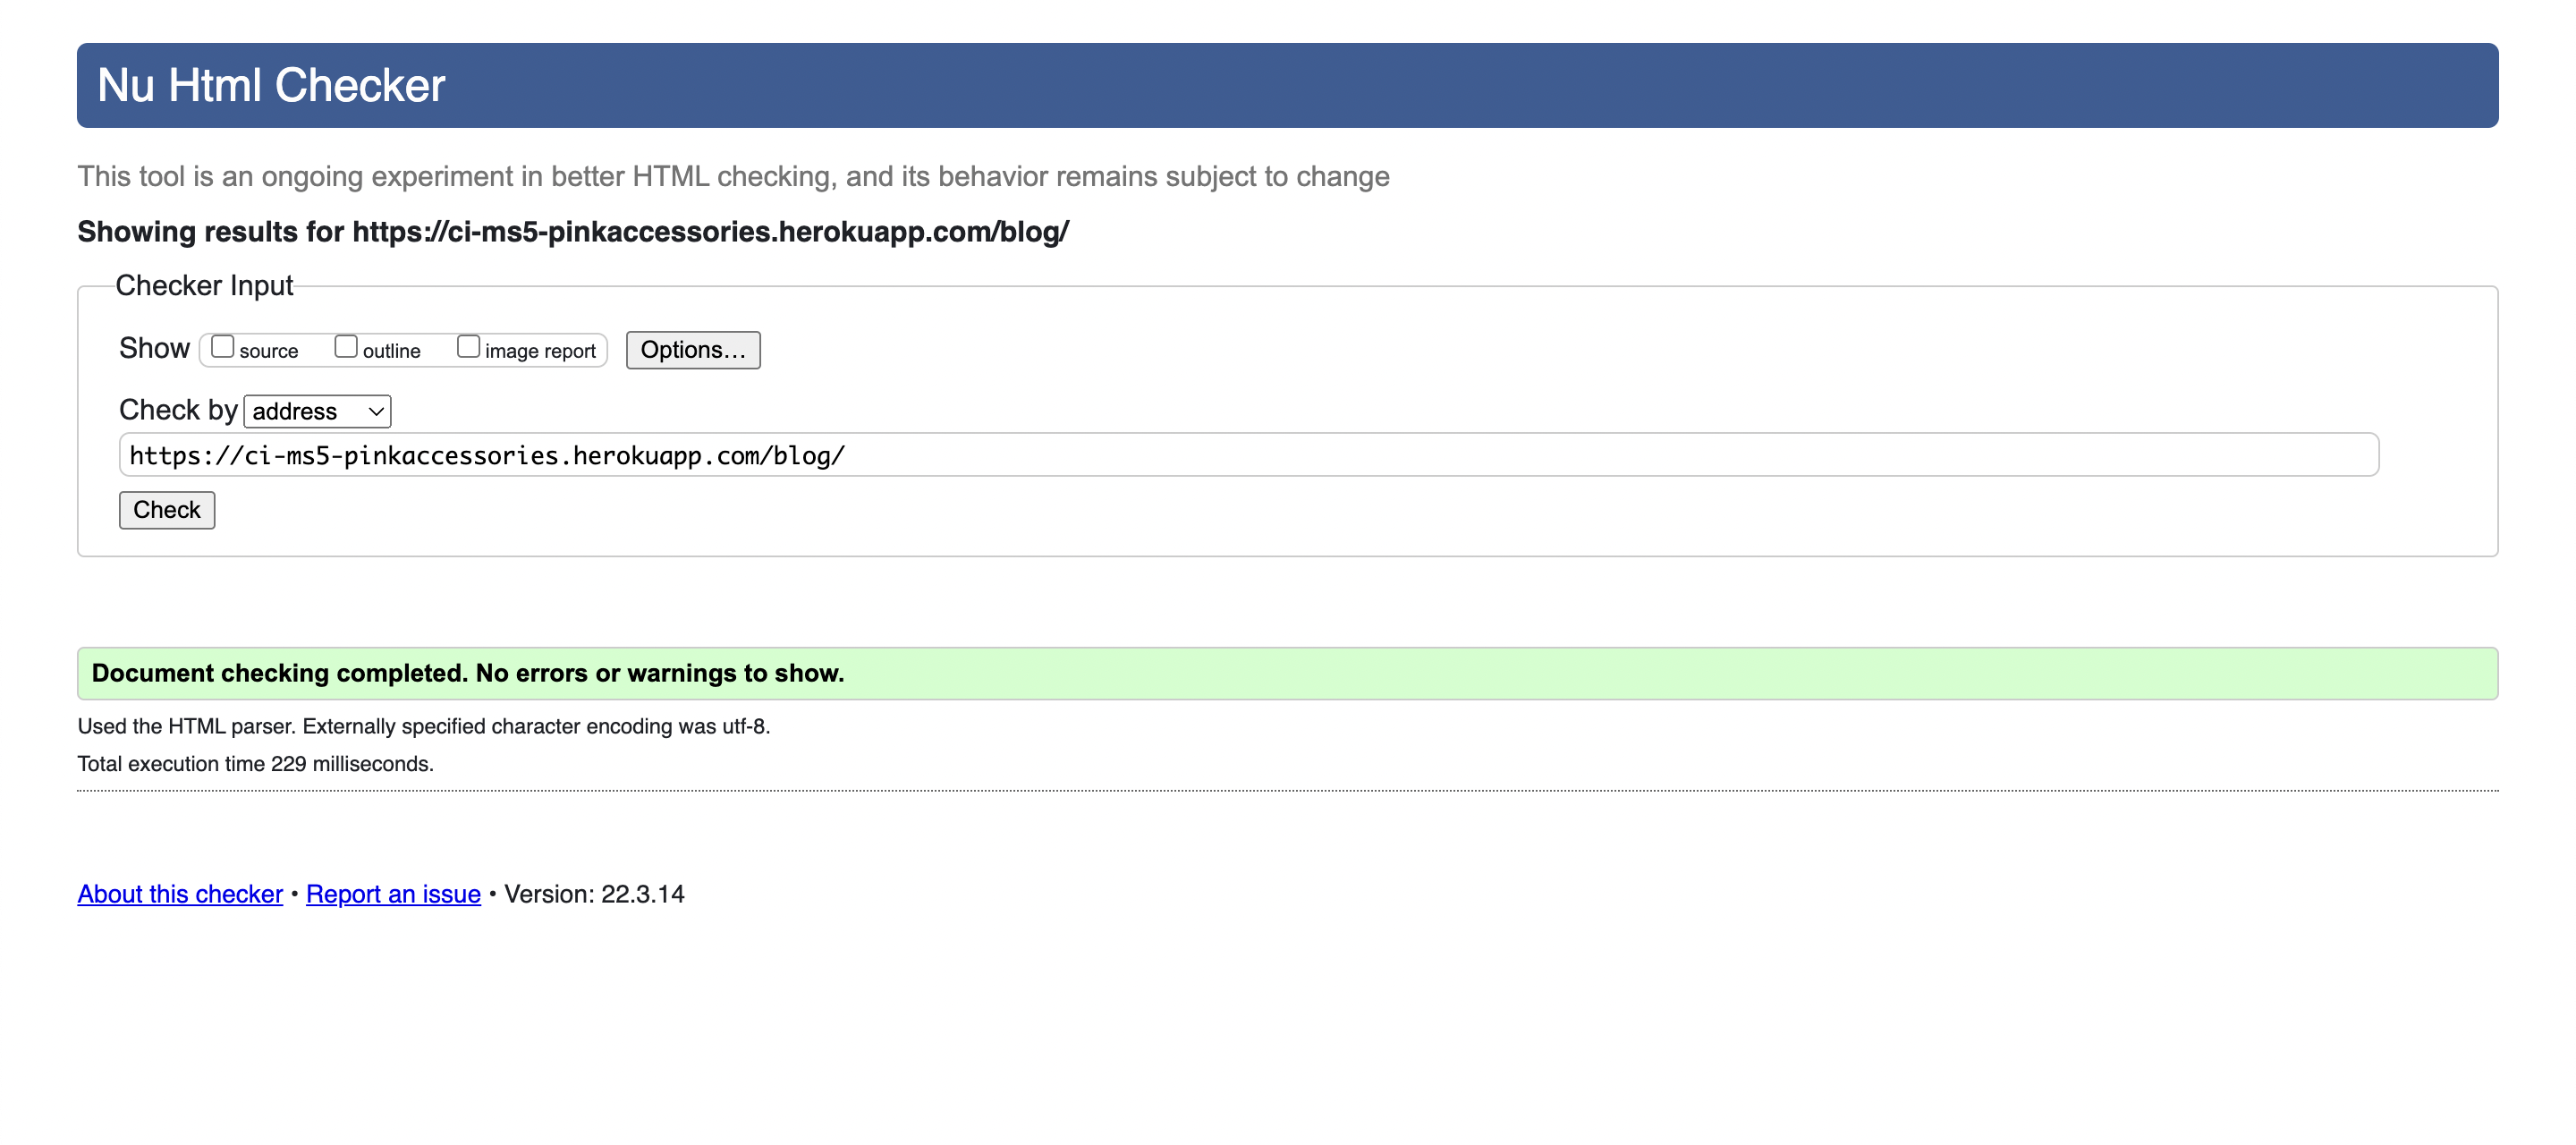 Nu Html Checker
This tool is an ongoing experiment in better HTML checking, and its behavior remains subject to change
Showing results for https://ci-ms5-pinkaccessories.herokuapp.com/blog/
Checker Input
Show source outline image report Options...
Check by address
https://ci-ms5-pinkaccessories.herokuapp.com/blog/
Check
Document checking completed. No errors or warnings to show.
Used the HTML parser. Externally specified character encoding was utf-8.
Total execution time 229 milliseconds.
About this checker • Report an issue • Version: 22.3.14